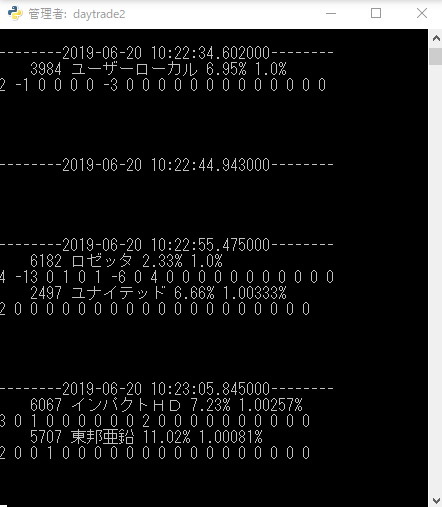 管理者: daytrade2
--------2019-06-20 10:22:34.602000--------
3984 ユーザーローカル 6.95% 1.0%
2 -1 0 0 0 0 -3 0 0 0 0 0 0 0 0 0 0 0 0 0 0
--------2019-06-20 10:22:44.943000--------
--------2019-06-20 10:22:55.475000--------
6182 ロゼッタ 2.33% 1.0%
4 -13 0 1 0 1 -6 0 4 0 0 0 0 0 0 0 0 0 0 0 0
2497 ユナイテッド 6.66% 1.00333%
2 0 0 0 0 0 0 0 0 0 0 0 0 0 0 0 0 0 0 0 0
--------2019-06-20 10:23:05.845000--------
6067 インパクトＨＤ 7.23% 1.00257%
3 0 1 0 0 0 0 0 0 2 0 0 0 0 0 0 0 0 0 0 0
5707 東邦亜鉛 11.02% 1.00081%
2 0 0 1 0 0 0 0 0 0 0 0 0 0 0 0 0 0 0 0 0